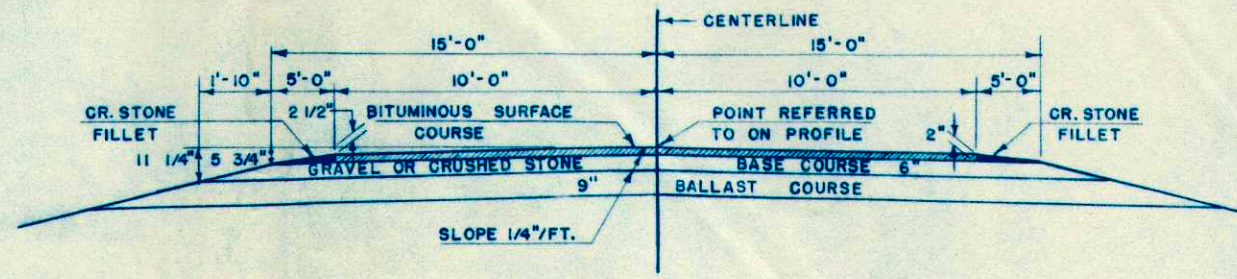 CENTERLINE
15'-0" 15'-0"
1'-10" 5'-0" 10'-0" 10'-0" 5'-0"
CR. STONE FILLET
2 1/2"
BITUMINOUS SURFACE COURSE
POINT REFERRED TO ON PROFILE
2"
CR. STONE FILLET
11 1/4" 5 3/4"
GRAVEL OR CRUSHED STONE BASE COURSE 6"
9" BALLAST COURSE
SLOPE 1/4"/FT.